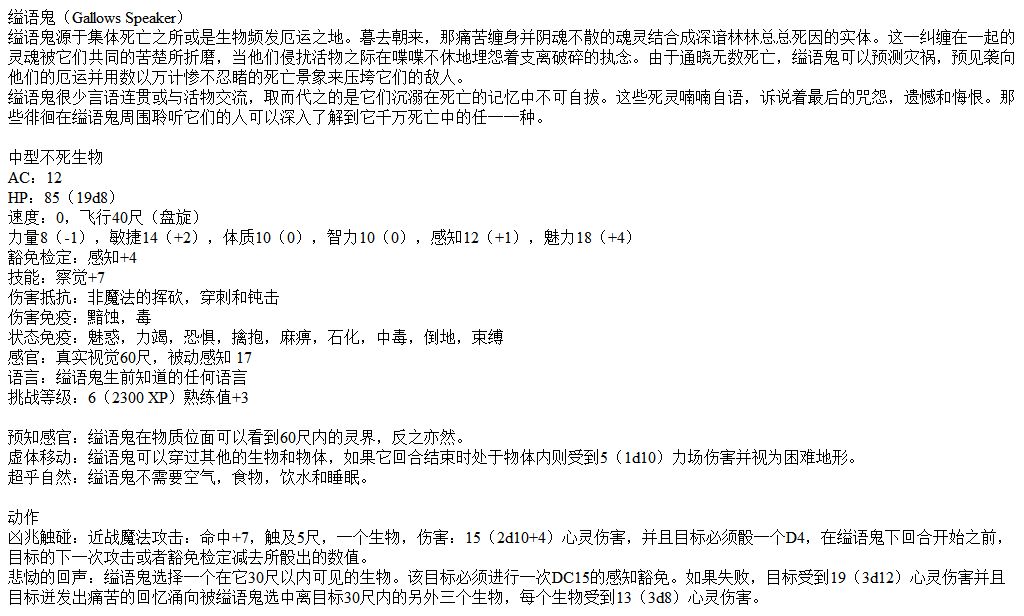 缢语鬼（Gallows Speaker）
缢语鬼源于集体死亡之所或是生物频发厄运之地。暮去朝来，那痛苦缠身并阴魂不散的魂灵结合成深谙林林总总死因的实体。这一纠缠在一起的
灵魂被它们共同的苦楚所折磨，当他们侵扰活物之际在喋喋不休地埋怨着支离破碎的执念。由于通晓无数死亡，缢语鬼可以预测灾祸，预见袭向
他们的厄运并用数以万计惨不忍睹的死亡景象来压垮它们的敌人。
缢语鬼很少言语连贯或与活物交流，取而代之的是它们沉溺在死亡的记忆中不可自拔。这些死灵喃喃自语，诉说着最后的咒怨，遗憾和悔恨。那
些徘徊在缢语鬼周围聆听它们的人可以深入了解到它千万死亡中的任一一种。
中型不死生物
AC：12
HP：85（19d8）
速度：0，飞行40尺（盘旋）
力量8（-1），敏捷14（+2），体质10（0），智力10（0），感知12（+1），魅力18（+4）
豁免检定：感知+4
技能：察觉+7
伤害抵抗：非魔法的挥砍，穿刺和钝击
伤害免疫：黯蚀，毒
状态免疫：魅惑，力竭，恐惧，擒抱，麻痹，石化，中毒，倒地，束缚
感官：真实视觉60尺，被动感知 17
语言：缢语鬼生前知道的任何语言
挑战等级：6（2300 XP）熟练值+3
预知感官：缢语鬼在物质位面可以看到60尺内的灵界，反之亦然。
虚体移动：缢语鬼可以穿过其他的生物和物体，如果它回合结束时处于物体内则受到5（1d10）力场伤害并视为困难地形。
超乎自然：缢语鬼不需要空气，食物，饮水和睡眠。
动作
凶兆触碰：近战魔法攻击：命中+7，触及5尺，一个生物，伤害：15（2d10+4）心灵伤害，并且目标必须骰一个D4，在缢语鬼下回合开始之前，
目标的下一次攻击或者豁免检定减去所骰出的数值。
悲恸的回声：缢语鬼选择一个在它30尺以内可见的生物。该目标必须进行一次DC15的感知豁免。如果失败，目标受到19（3d12）心灵伤害并且
目标迸发出痛苦的回忆涌向被缢语鬼选中离目标30尺内的另外三个生物，每个生物受到13（3d8）心灵伤害。